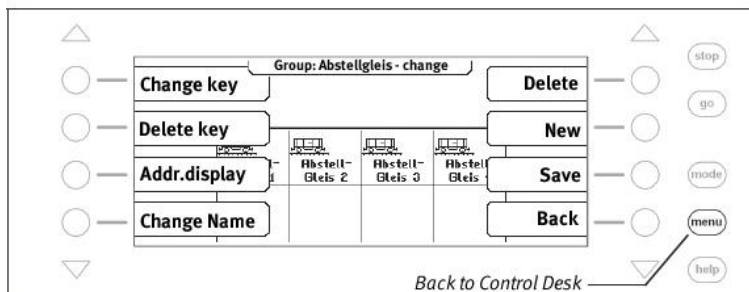 Group: Abstellgleis - change
Change key
Delete
stop
go
Delete key
New
Abstell-
Gleis 2
Abstell-
Gleis 3
Abstell
Gleis
Addr.display
Save
mode
Change Name
Back
menu
help
Back to Control Desk